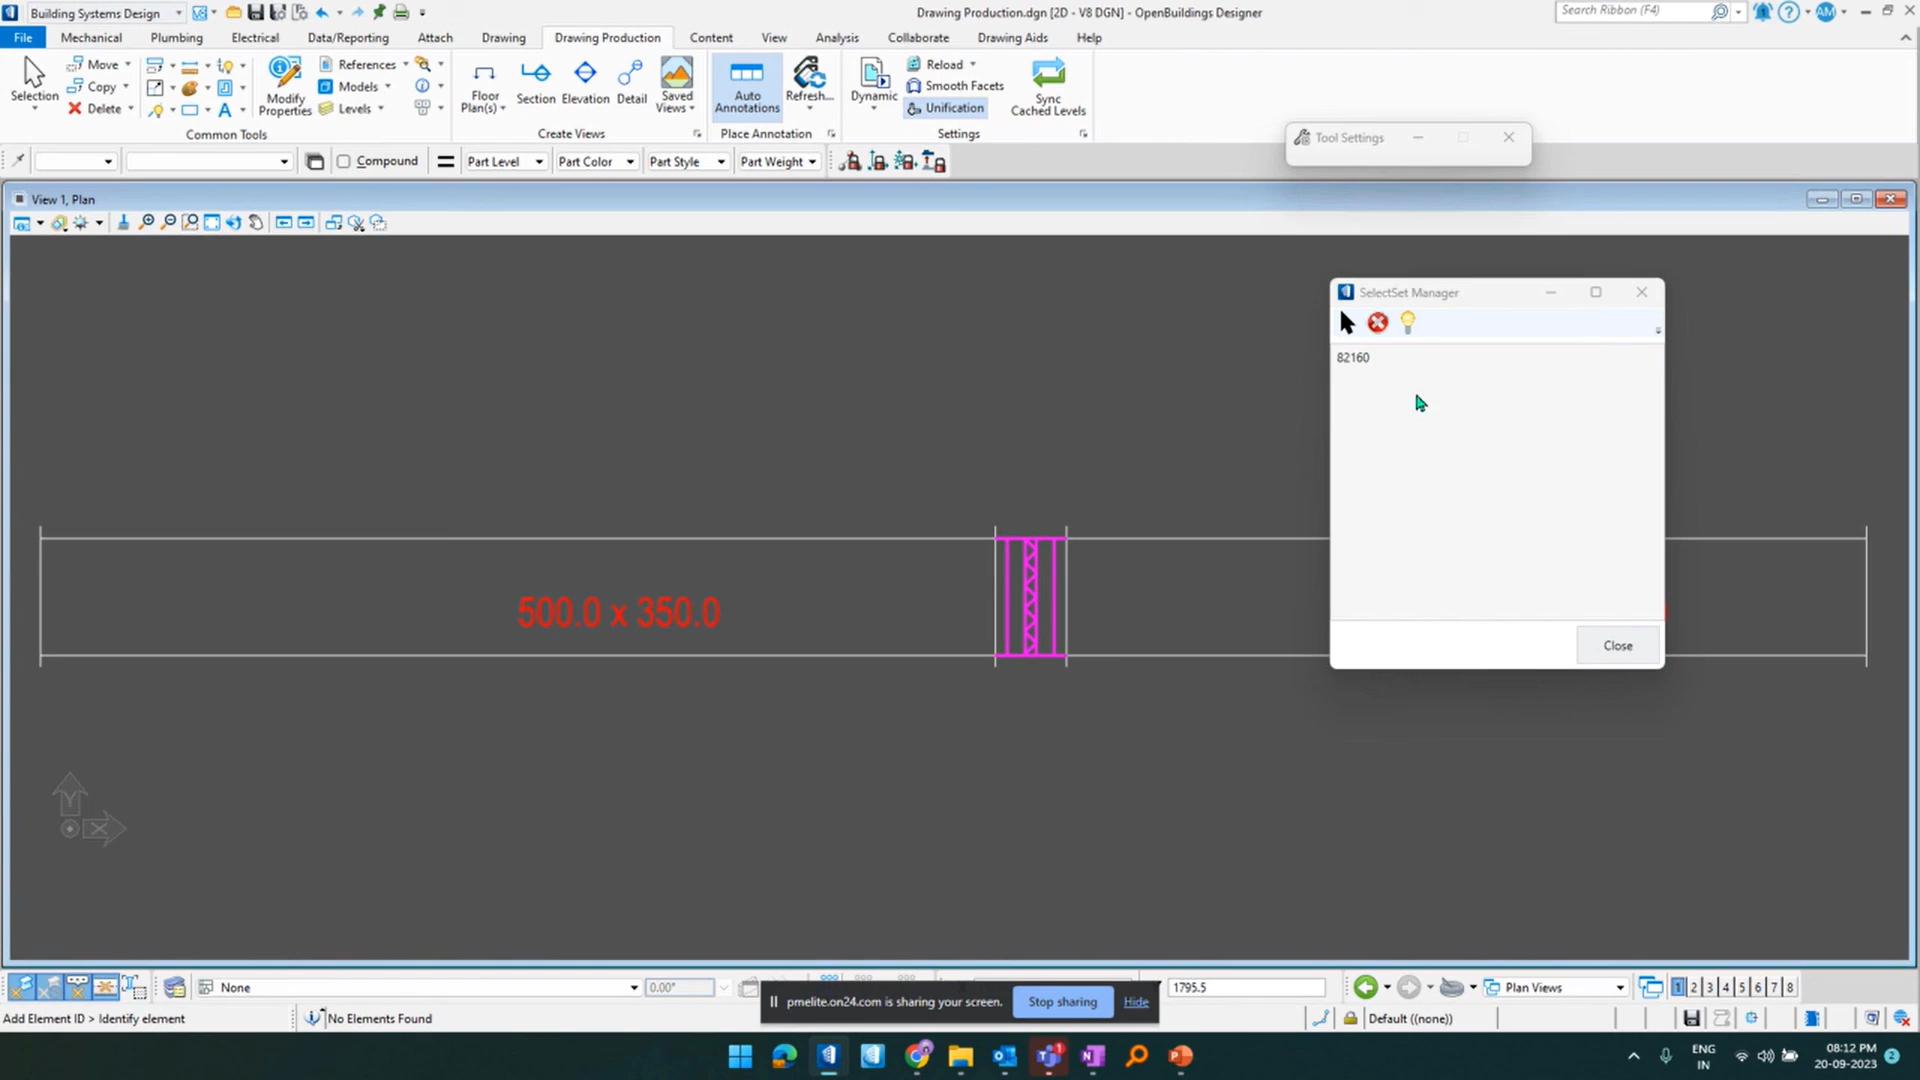 Building Systems Design
Drawing Production.dgn [2D - V8 DGN] - OpenBuildings Designer
Search Ribbon (F4)
AM
File Mechanical Plumbing Electrical Data/Reporting Attach Drawing Drawing Production Content View Analysis Collaborate Drawing Aids Help
Selection
Move
Copy
Delete
Modify Properties
References
Models
Levels
Common Tools
Floor Plan(s)
Section
Elevation
Detail
Saved Views
Create Views
Auto Annotations
Refresh...
Place Annotation
Dynamic
Reload
Smooth Facets
Unification
Sync Cached Levels
Settings
Tool Settings
Compound
Part Level
Part Color
Part Style
Part Weight
View 1, Plan
SelectSet Manager
82160
Close
500.0 x 350.0
Y
X
None
0.00°
1795.5
Plan Views
1 2 3 4 5 6 7 8
pmelite.on24.com is sharing your screen.
Stop sharing
Hide
Add Element ID > Identify element
No Elements Found
Default ((none))
ENG
IN
08:12 PM
20-09-2023
2